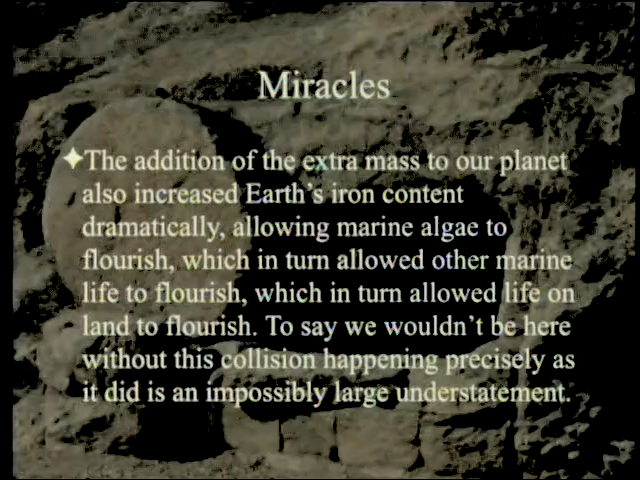 Miracles
The addition of the extra mass to our planet
also increased Earth's iron content
dramatically, allowing marine algae to
flourish, which in turn allowed other marine
life to flourish, which in turn allowed life on
land to flourish. To say we wouldn't be here
without this collision happening precisely as
it did is an impossibly large understatement.